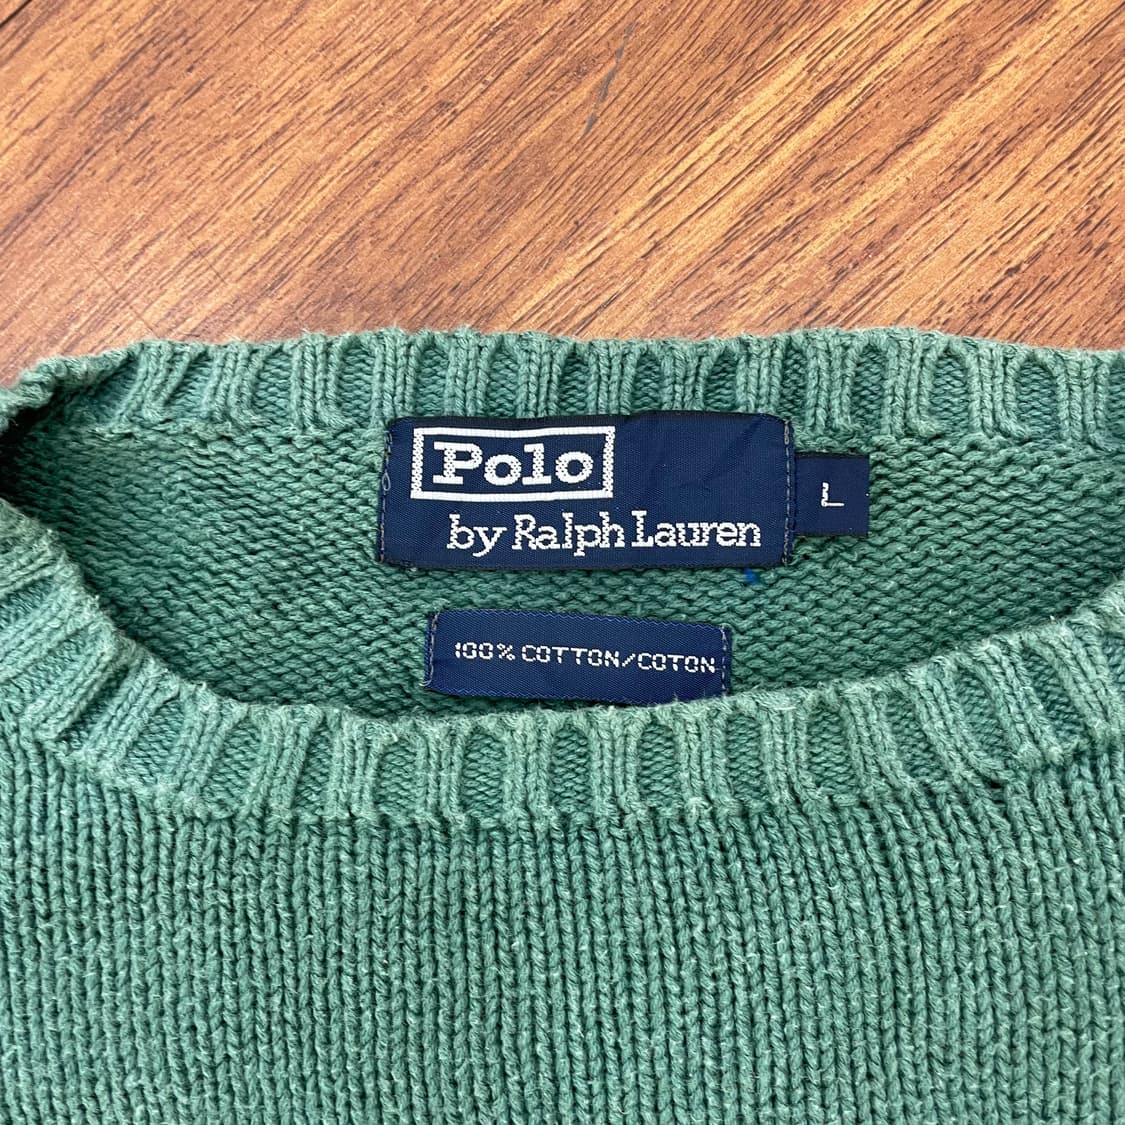 Polo
by Ralph Lauren
L
100% COTTON/COTON